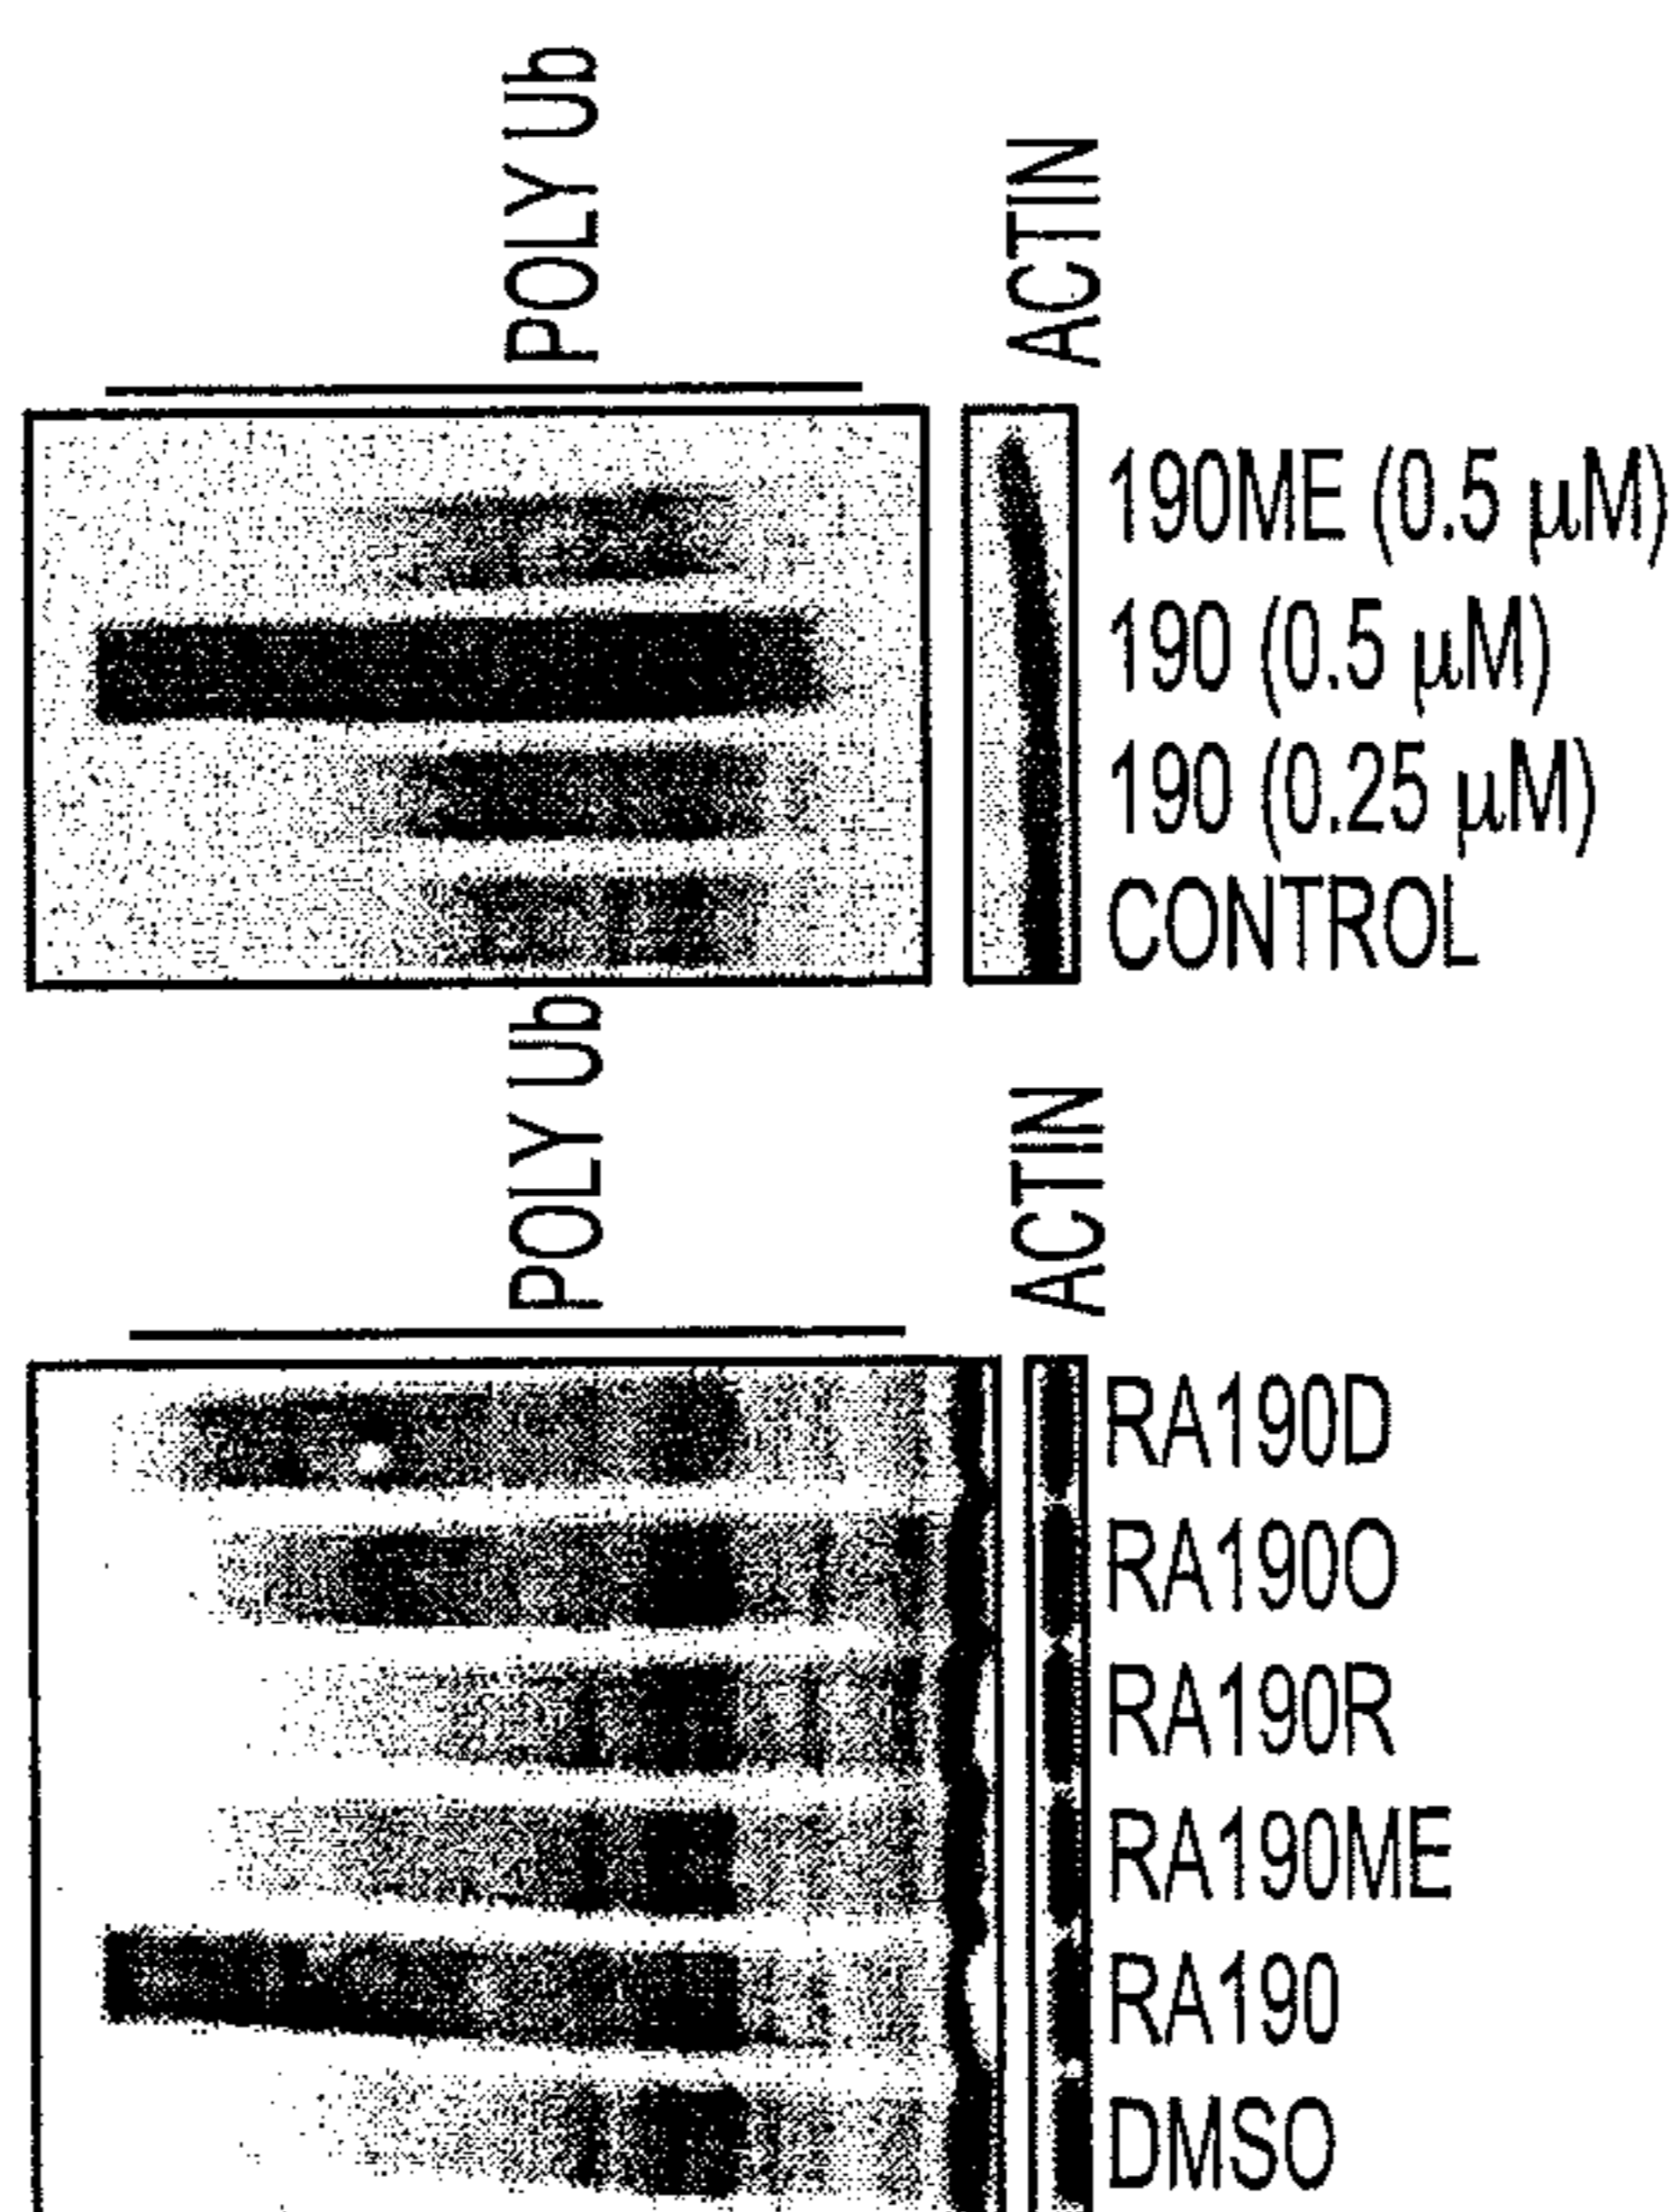 POLY Ub
ACTIN
190ME (0.5 µM)
190 (0.5 µM)
190 (0.25 µM)
CONTROL
POLY Ub
ACTIN
RA190D
RA190O
RA190R
RA190ME
RA190
DMSO